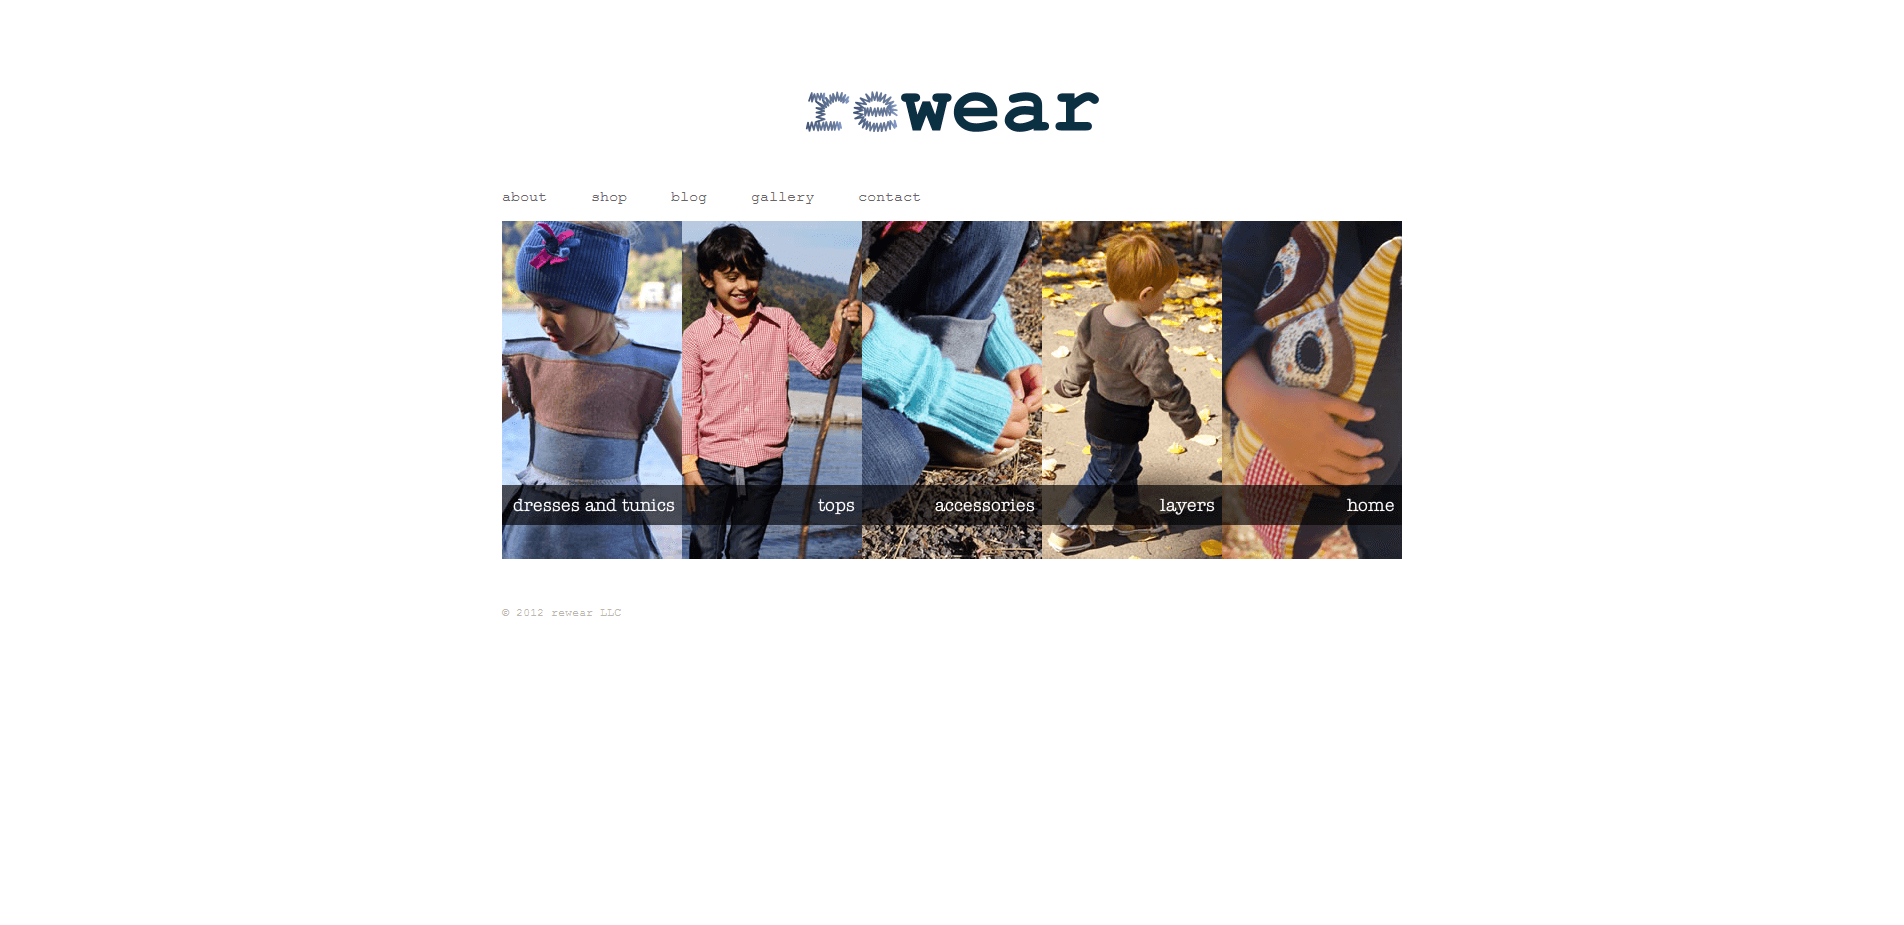 rewear
about shop blog gallery contact
dresses and tunics tops accessories layers home
© 2012 rewear LLC